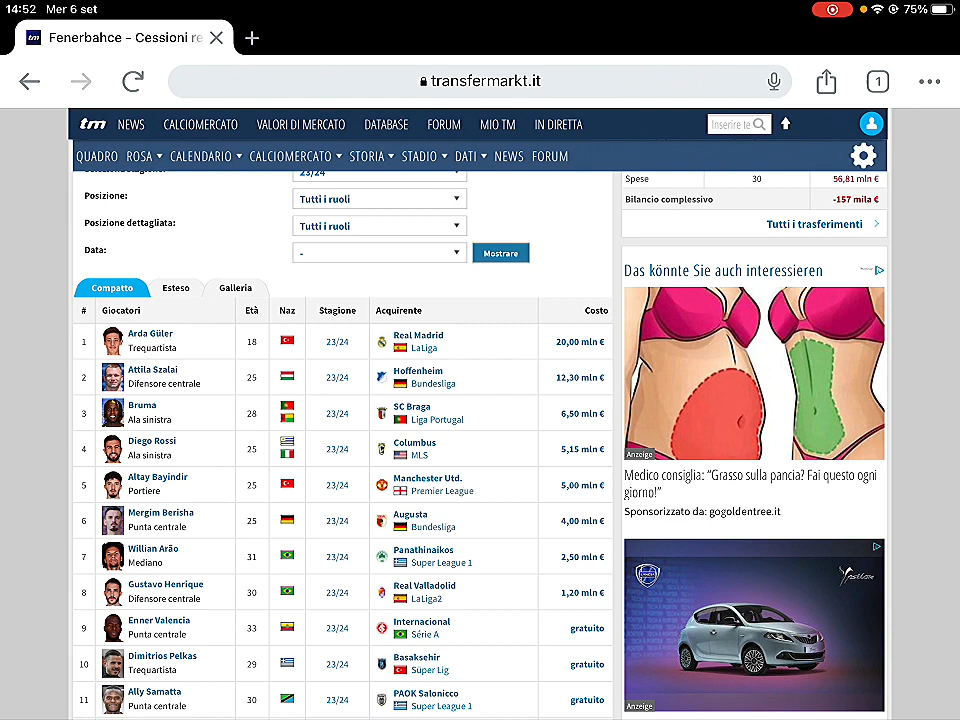 14:52 Mer 6 set
75%
tm Fenerbahce - Cessioni re
transfermarkt.it
1
tm NEWS CALCIOMERCATO VALORI DI MERCATO DATABASE FORUM MIO TM IN DIRETTA
Inserire te
QUADRO ROSA CALENDARIO CALCIOMERCATO STORIA STADIO DATI NEWS FORUM
23/24
Posizione: Tutti i ruoli
Posizione dettagliata: Tutti i ruoli
Data: - Mostrare
Compatto Esteso Galleria
# Giocatori Età Naz Stagione Acquirente Costo
1 Arda Güler 18 23/24 Real Madrid 20,00 mln €
Trequartista LaLiga
2 Attila Szalai 25 23/24 Hoffenheim 12,30 mln €
Difensore centrale Bundesliga
3 Bruma 28 23/24 SC Braga 6,50 mln €
Ala sinistra Liga Portugal
4 Diego Rossi 25 23/24 Columbus 5,15 mln €
Ala sinistra MLS
5 Altay Bayindir 25 23/24 Manchester Utd. 5,00 mln €
Portiere Premier League
6 Mergim Berisha 25 23/24 Augusta 4,00 mln €
Punta centrale Bundesliga
7 Willian Arão 31 23/24 Panathinaikos 2,50 mln €
Mediano Super League 1
8 Gustavo Henrique 30 23/24 Real Valladolid 1,20 mln €
Difensore centrale LaLiga2
9 Enner Valencia 33 23/24 Internacional gratuito
Punta centrale Série A
10 Dimitrios Pelkas 29 23/24 Basaksehir gratuito
Trequartista Süper Lig
11 Ally Samatta 30 23/24 PAOK Salonicco gratuito
Punta centrale Super League 1
Spese 30 56,81 mln €
Bilancio complessivo -157 mila €
Tutti i trasferimenti
Das könnte Sie auch interessieren
Anzeige
Medico consiglia: “Grasso sulla pancia? Fai questo ogni
giorno!”
Sponsorizzato da: gogoldentree.it
Ypsilon
Anzeige